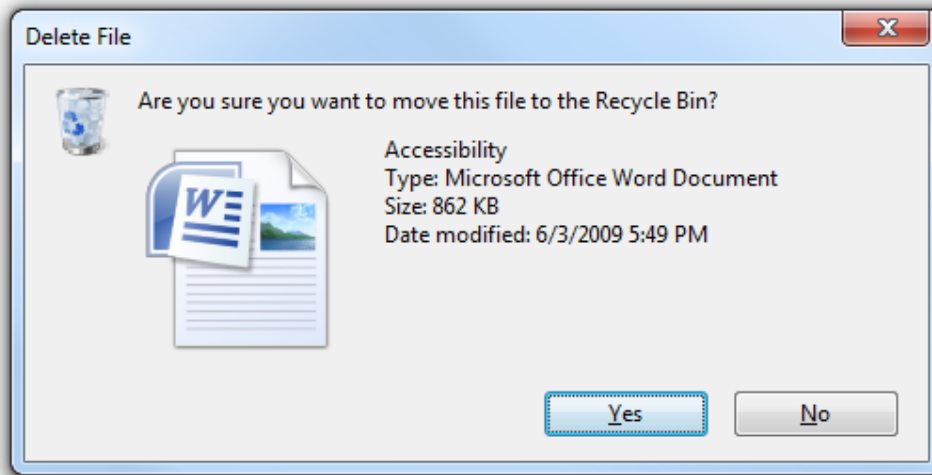 Delete File
Are you sure you want to move this file to the Recycle Bin?
Accessibility
Type: Microsoft Office Word Document
Size: 862 KB
Date modified: 6/3/2009 5:49 PM
Yes
No